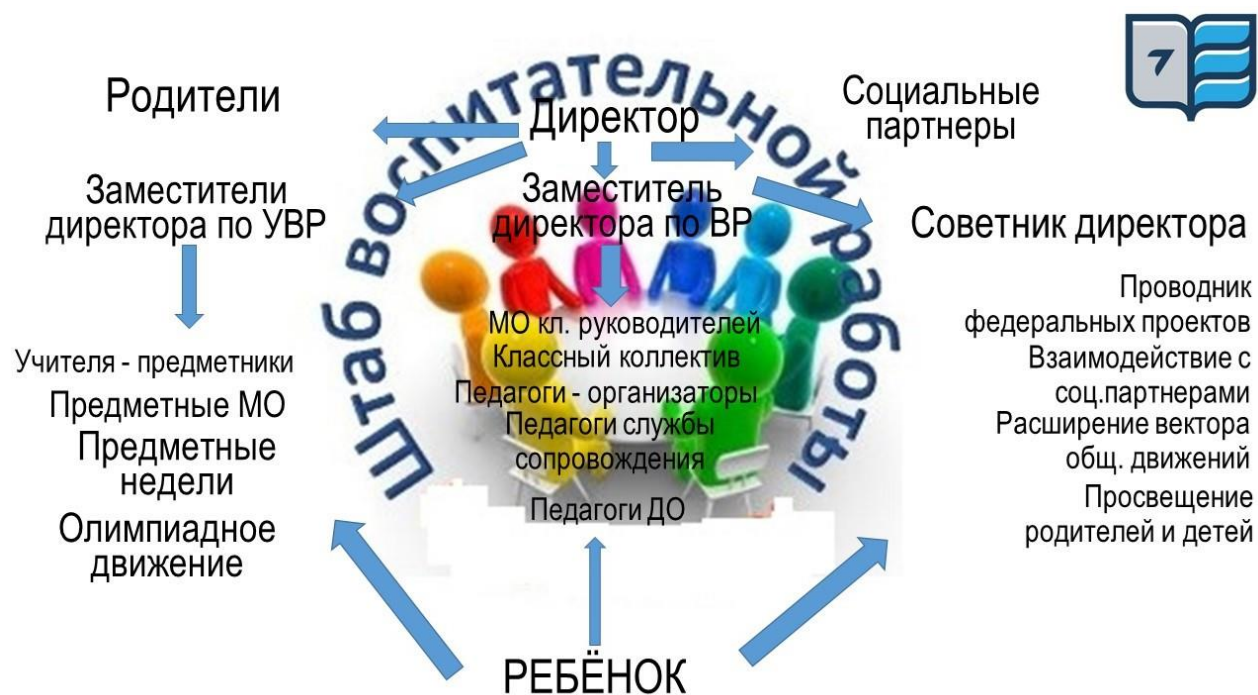 Штаб воспитательной работы
Родители
Директор
Социальные
партнеры
7
Заместители
директора по УВР
Заместитель
директора по ВР
Советник директора
Учителя - предметники
Предметные МО
Предметные
недели
Олимпиадное
движение
МО кл. руководителей
Классный коллектив
Педагоги - организаторы
Педагоги службы
сопровождения
Педагоги ДО
Проводник
федеральных проектов
Взаимодействие с
соц.партнерами
Расширение вектора
общ. движений
Просвещение
родителей и детей
РЕБЁНОК